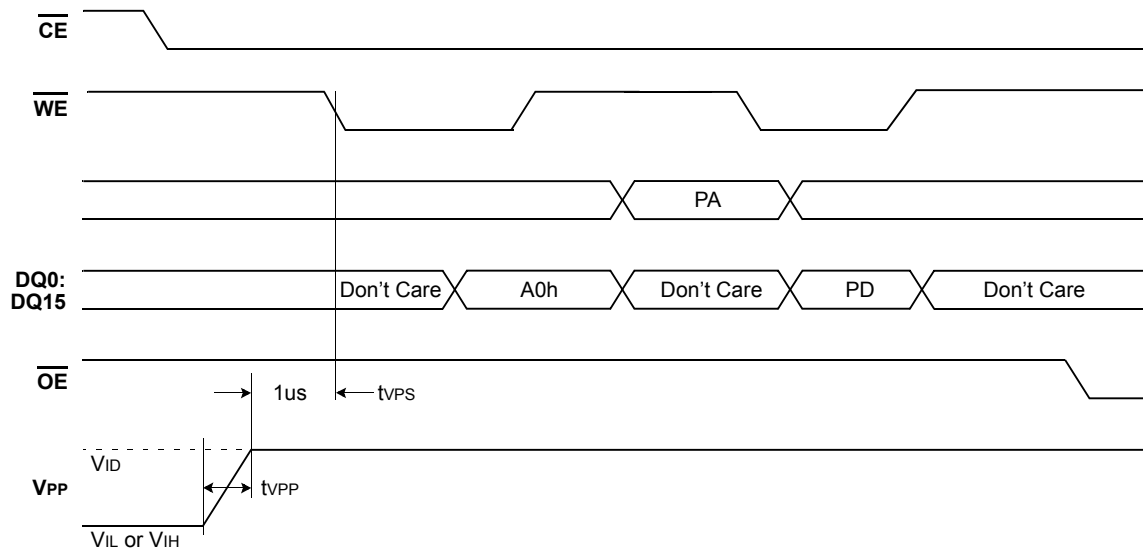 CE
WE
PA
DQ0:
DQ15
Don't Care A0h Don't Care PD Don't Care
OE
1us tVPS
VID
VPP tVPP
VIL or VIH